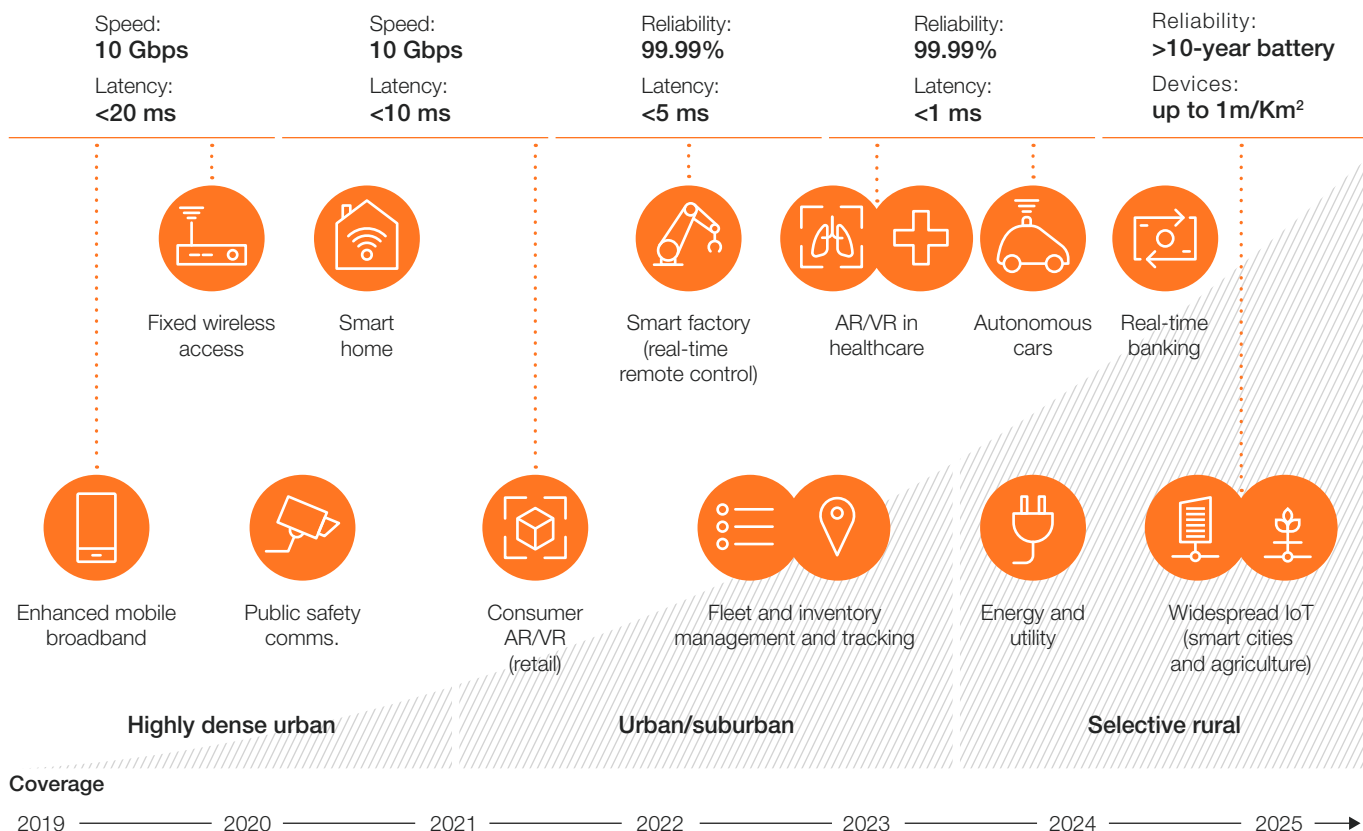 Speed:
10 Gbps
Latency:
<20 ms
Speed:
10 Gbps
Latency:
<10 ms
Reliability:
99.99%
Latency:
<5 ms
Reliability:
99.99%
Latency:
<1 ms
Reliability:
>10-year battery
Devices:
up to 1m/Km²
Fixed wireless
access
Smart
home
Smart factory
(real-time
remote control)
AR/VR in
healthcare
Autonomous
cars
Real-time
banking
Enhanced mobile
broadband
Public safety
comms.
Consumer
AR/VR
(retail)
Fleet and inventory
management and tracking
Energy and
utility
Widespread IoT
(smart cities
and agriculture)
Highly dense urban
Urban/suburban
Selective rural
Coverage
2019 2020 2021 2022 2023 2024 2025